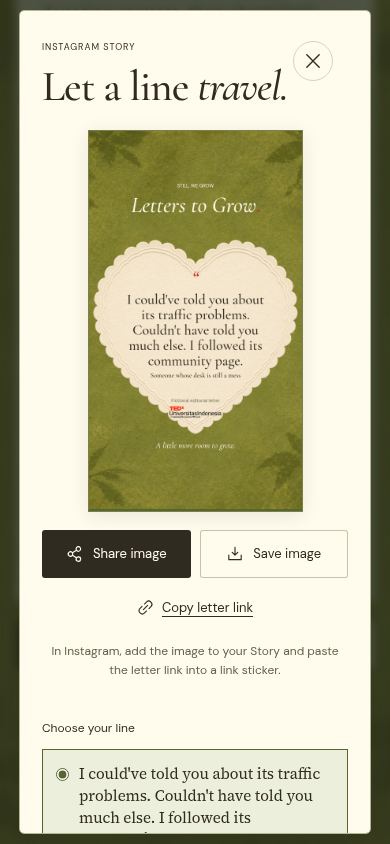 INSTAGRAM STORY
Let a line travel.
STILL, WE GROW
Letters to Grow.
“
I could've told you about
its traffic problems.
Couldn't have told you
much else. I followed its
community page.
Someone whose desk is still a mess
Fictional editorial letter
TEDx
UniversitasIndonesia
A little more room to grow.
Share image
Save image
Copy letter link
In Instagram, add the image to your Story and paste
the letter link into a link sticker.
Choose your line
I could've told you about its traffic
problems. Couldn't have told you
much else. I followed its